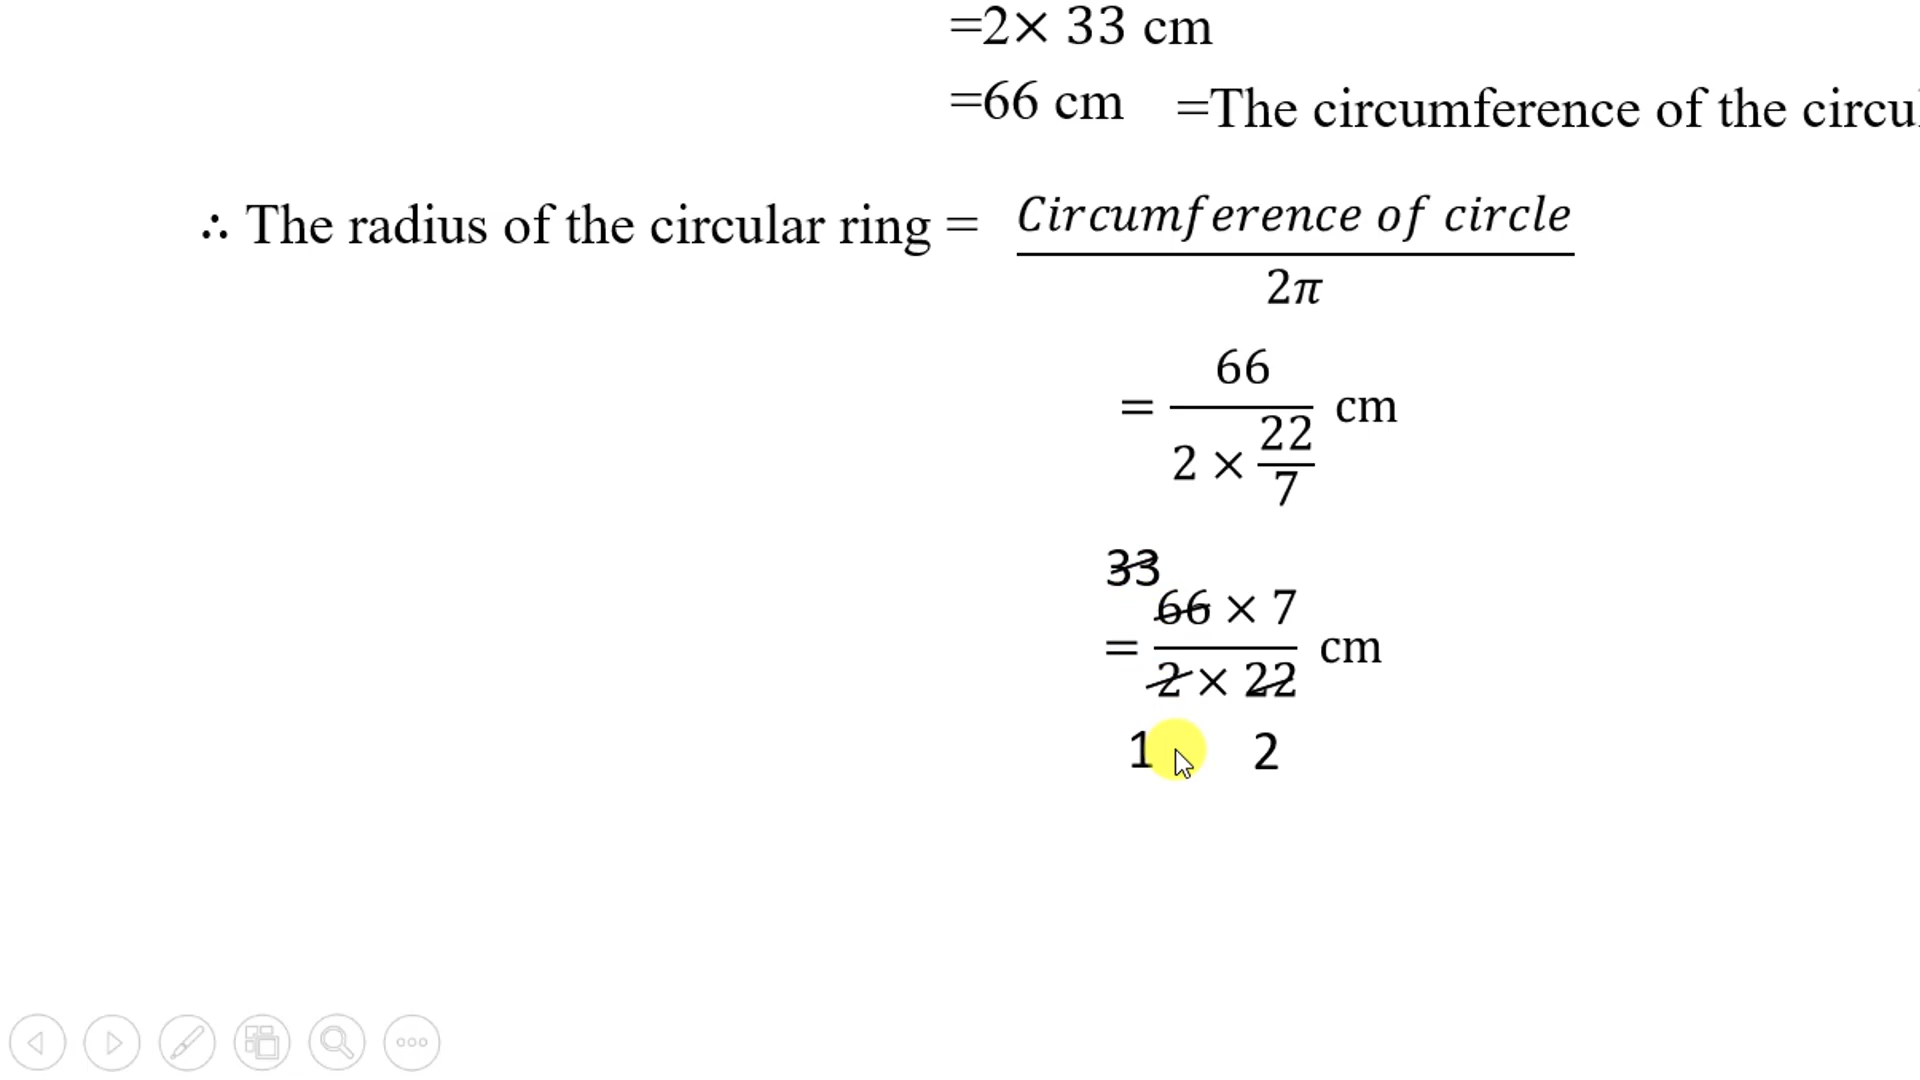 =2× 33 cm
=66 cm =The circumference of the
∴ The radius of the circular ring = Circumference of circle
2π
66
= cm
2 × 22
7
33
66 × 7
= cm
2 × 22
1 2